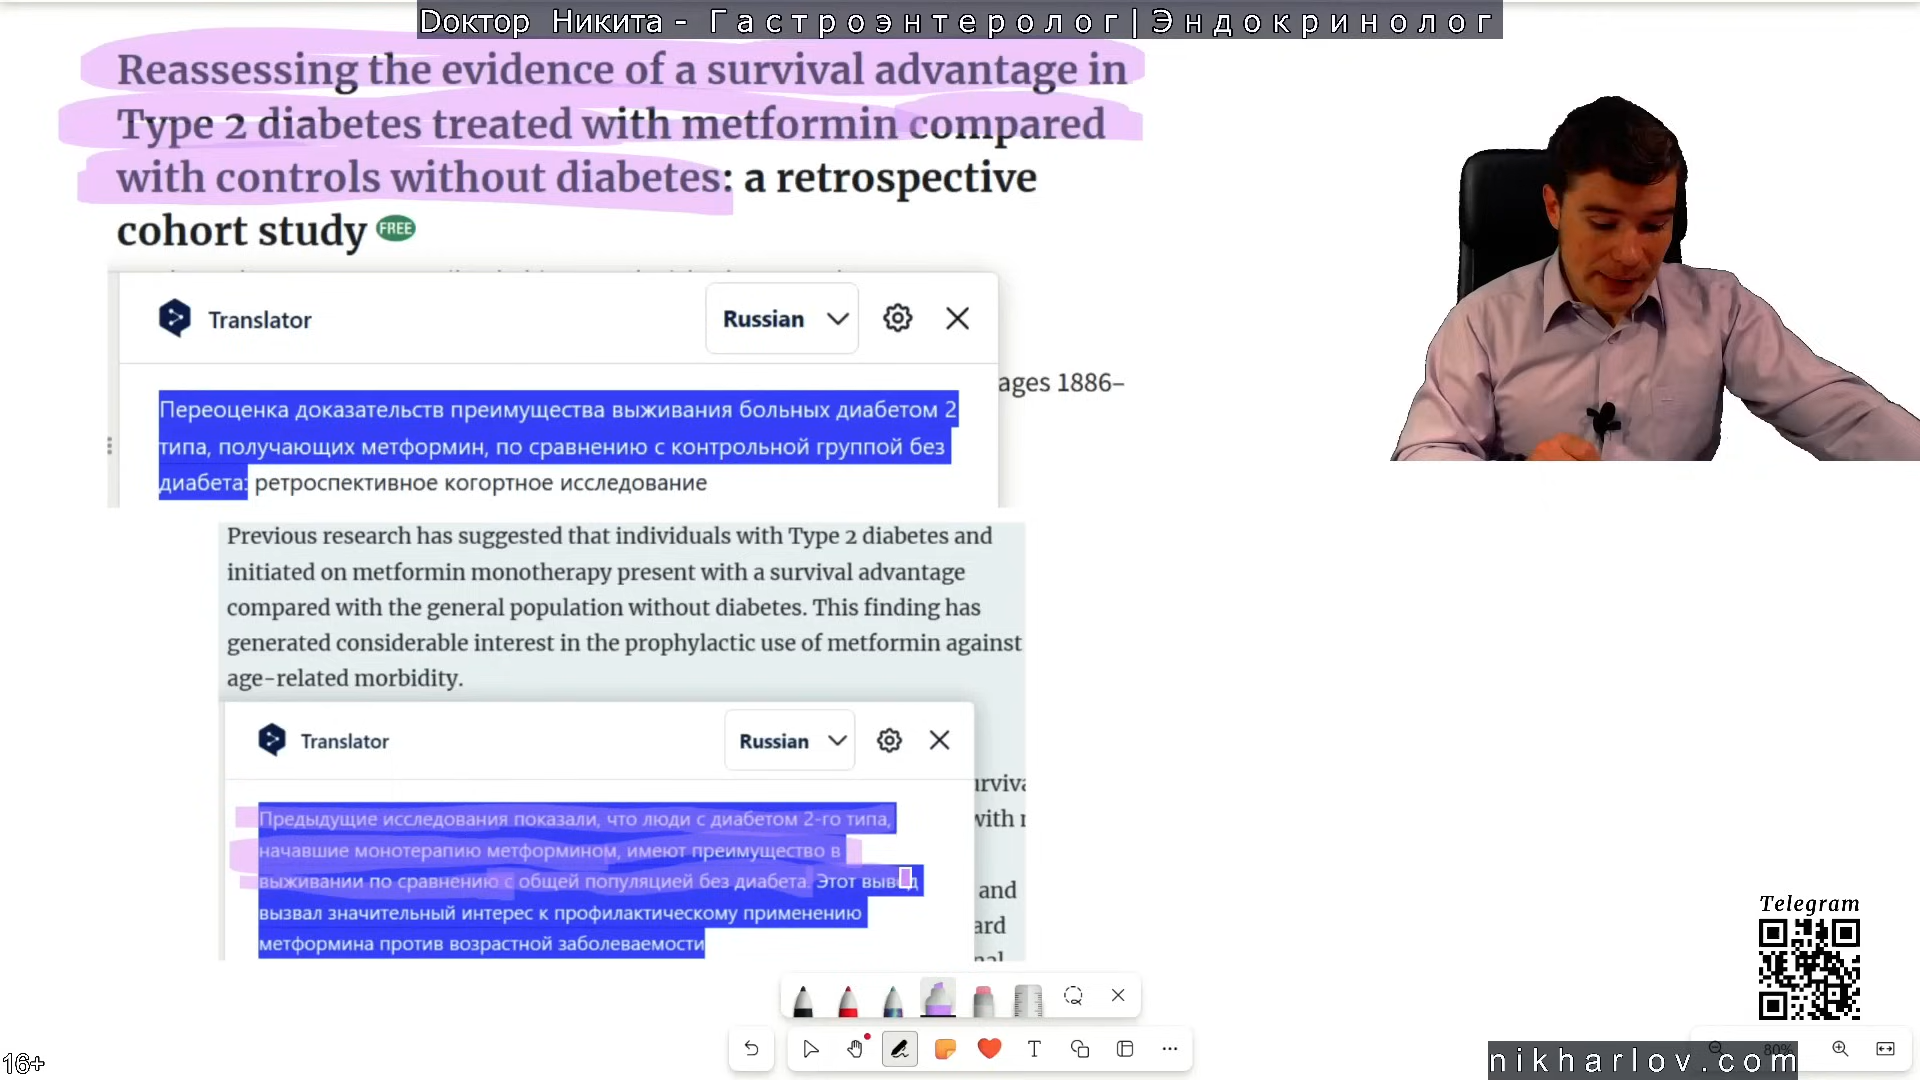 Dоктор Никита - Гастроэнтеролог|Эндокринолог
Reassessing the evidence of a survival advantage in
Type 2 diabetes treated with metformin compared
with controls without diabetes: a retrospective
cohort study FREE
Translator
Russian
ages 1886–
Переоценка доказательств преимущества выживания больных диабетом 2
типа, получающих метформин, по сравнению с контрольной группой без
диабета: ретроспективное когортное исследование
Previous research has suggested that individuals with Type 2 diabetes and
initiated on metformin monotherapy present with a survival advantage
compared with the general population without diabetes. This finding has
generated considerable interest in the prophylactic use of metformin against
age-related morbidity.
Translator
Russian
Предыдущие исследования показали, что люди с диабетом 2-го типа,
начавшие монотерапию метформином, имеют преимущество в
выживании по сравнению с общей популяцией без диабета. Этот вывод
вызвал значительный интерес к профилактическому применению
метформина против возрастной заболеваемости
and
ard
Telegram
80%
16+
nikharlov.com